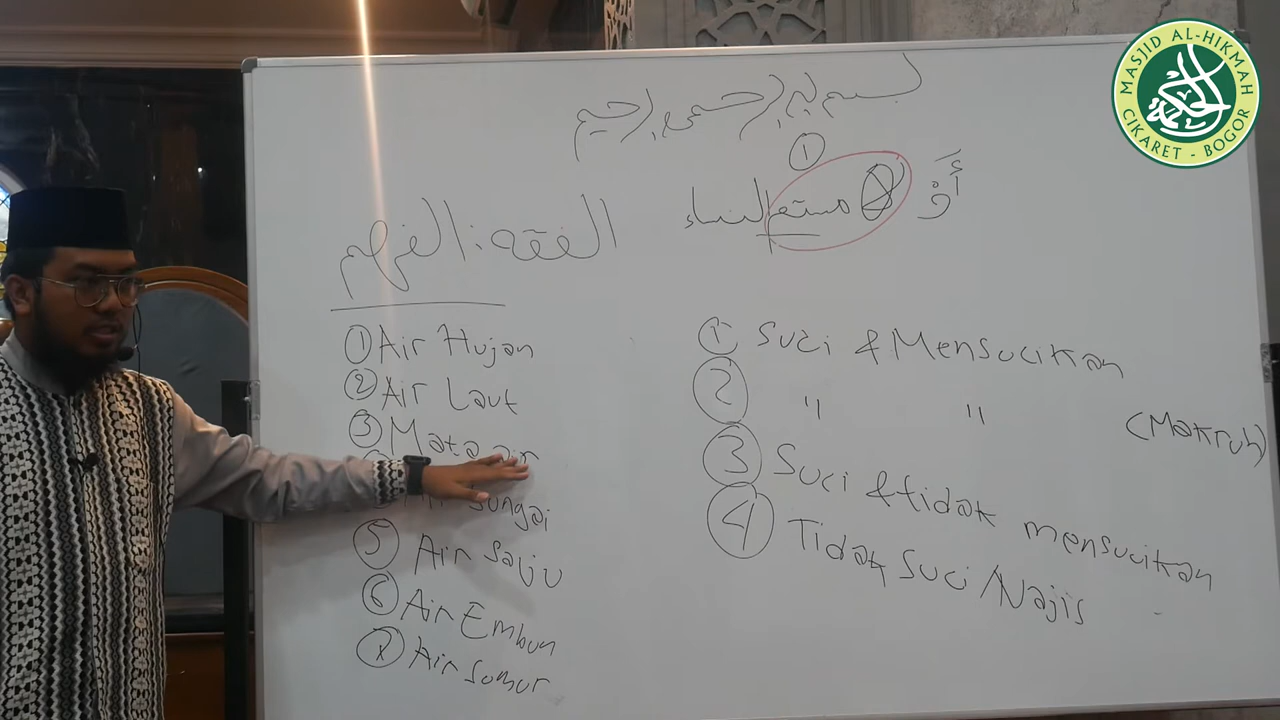 بسم الله الرحمن الرحيم
①
أَوْ لامستم النساء
الفقه:
① Air Hujan
② Air Laut
③ Mata air
Air Sungai
⑤ Air Salju
⑥ Air Embun
⑦ Air Sumur
① Suci & Mensucikan
② " " (Makruh)
③ Suci & tidak mensucikan
④ Tidak Suci / Najis
MASJID AL-HIKMAH
CIKARET - BOGOR